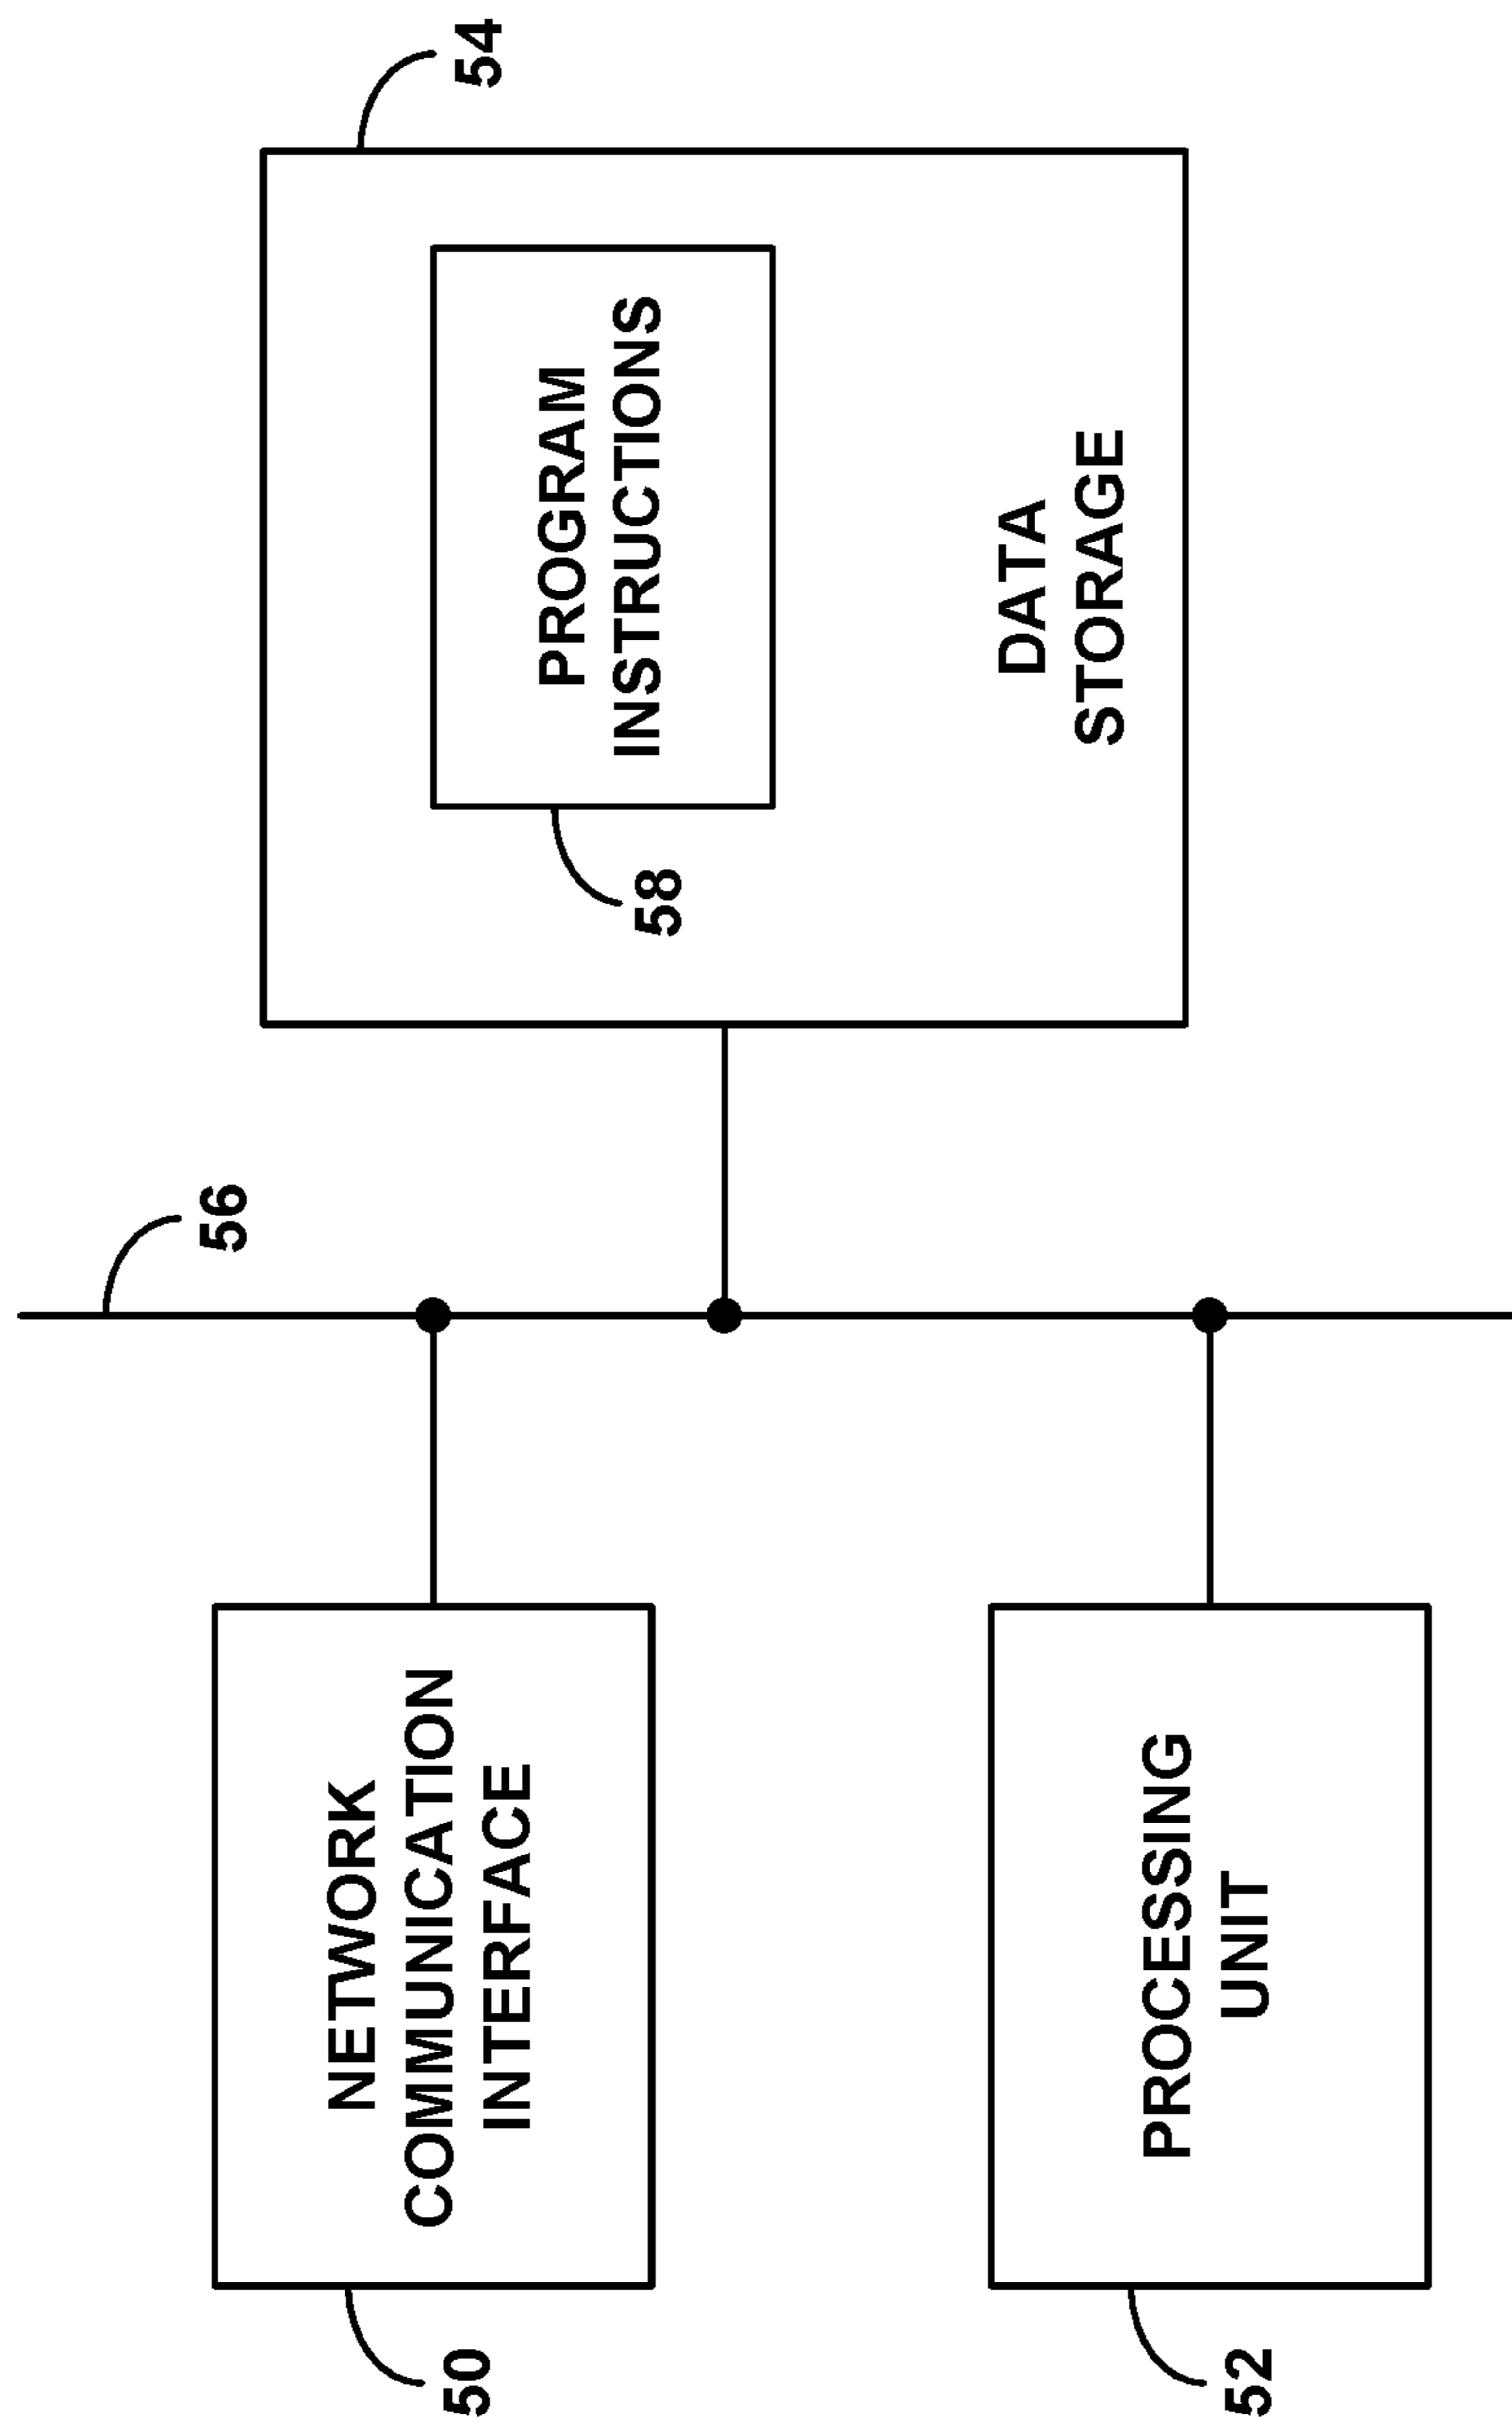 50
NETWORK
COMMUNICATION
INTERFACE
56
54
PROGRAM
INSTRUCTIONS
58
DATA
STORAGE
52
PROCESSING
UNIT